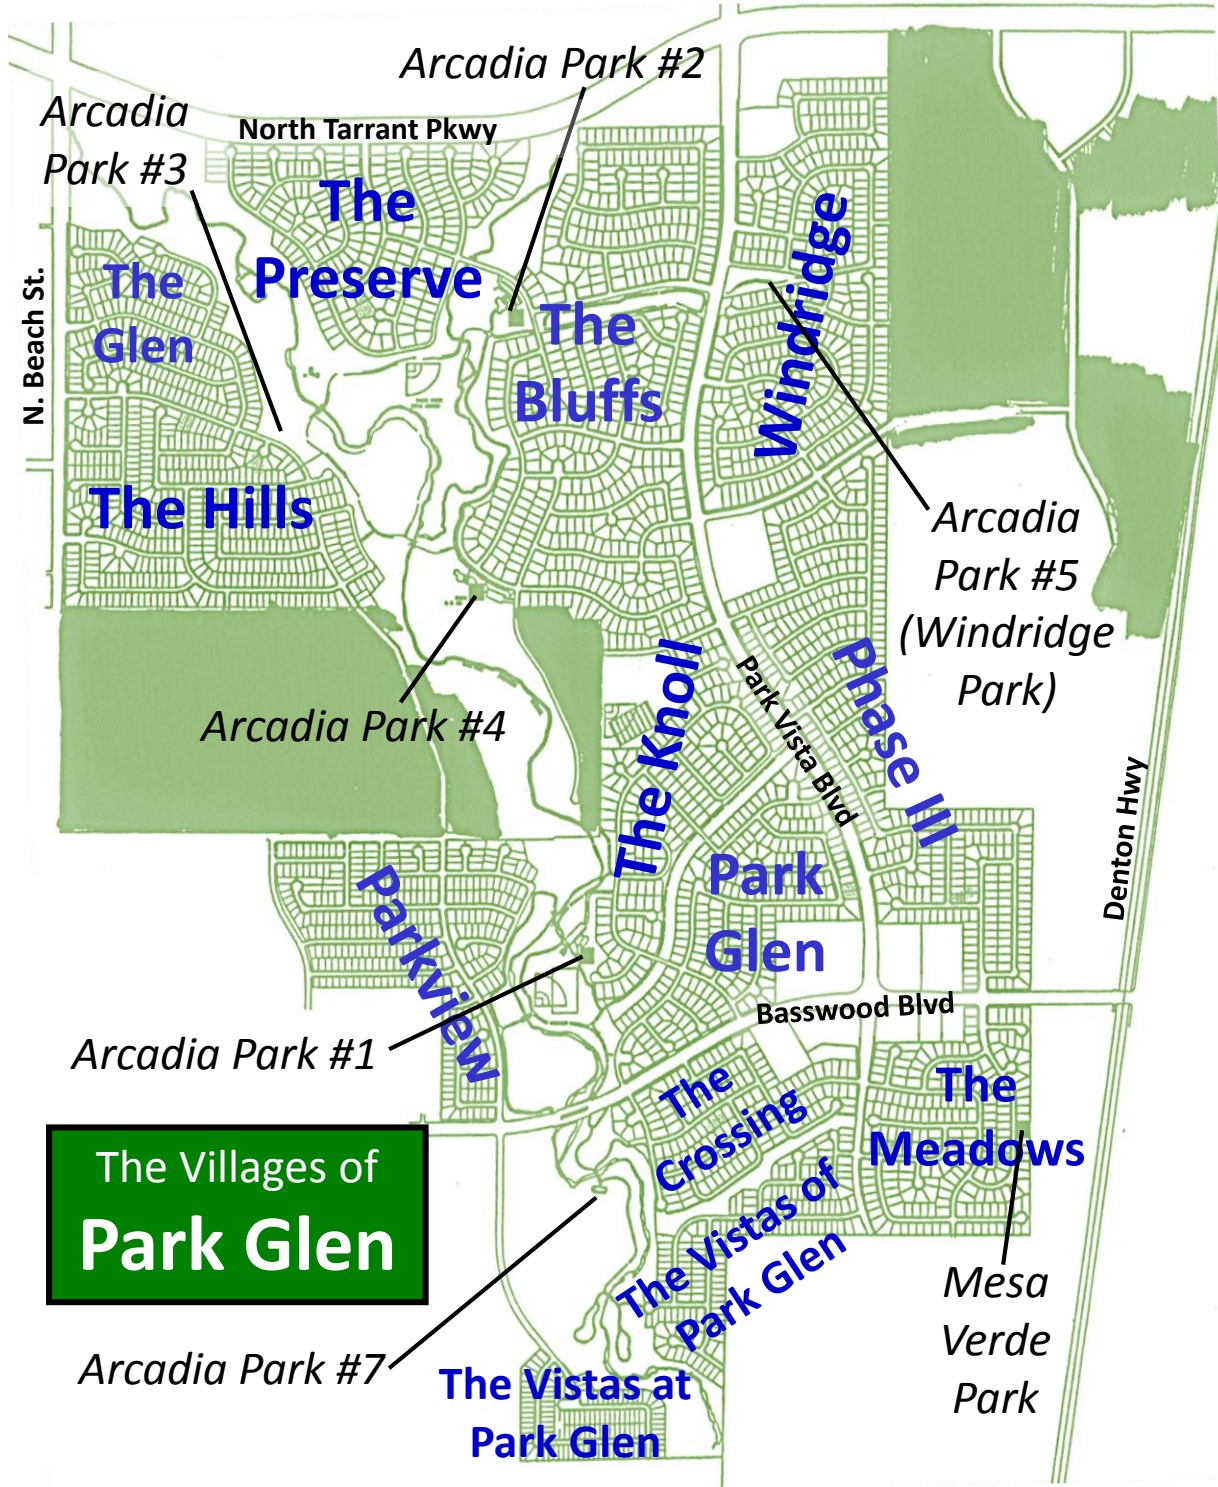 Arcadia Park #2
Arcadia
Park #3
North Tarrant Pkwy
The
Preserve
Windridge
The
Glen
N. Beach St.
The
Bluffs
The Hills
Arcadia
Park #5
(Windridge
Park)
The Knoll
Park Vista Blvd
Phase III
Arcadia Park #4
Denton Hwy
Park
Glen
Parkview
Basswood Blvd
Arcadia Park #1
The
Crossing
The
Meadows
The Villages of
Park Glen
The Vistas of
Park Glen
Mesa
Verde
Park
Arcadia Park #7
The Vistas at
Park Glen